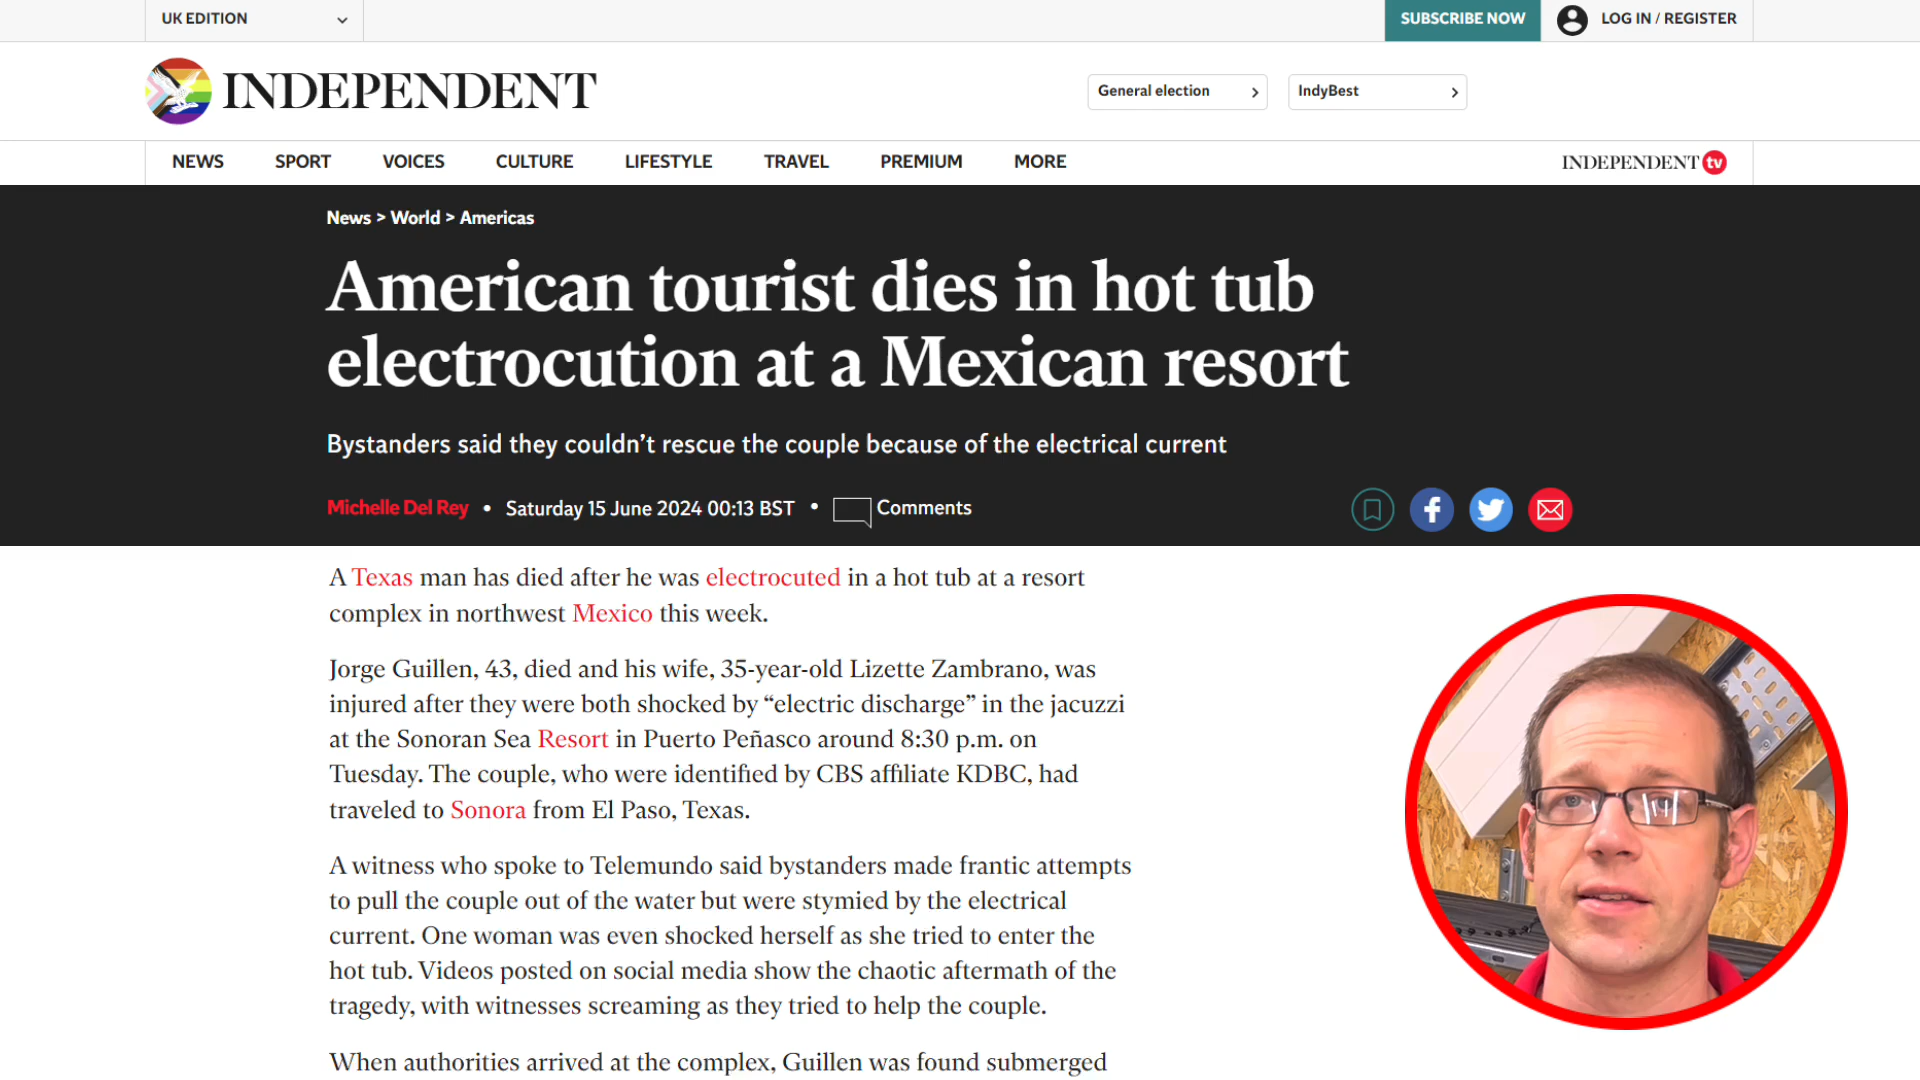 UK EDITION
SUBSCRIBE NOW
LOG IN / REGISTER
INDEPENDENT
General election
IndyBest
NEWS SPORT VOICES CULTURE LIFESTYLE TRAVEL PREMIUM MORE
INDEPENDENT tv
News > World > Americas
American tourist dies in hot tub
electrocution at a Mexican resort
Bystanders said they couldn’t rescue the couple because of the electrical current
Michelle Del Rey • Saturday 15 June 2024 00:13 BST • Comments
A Texas man has died after he was electrocuted in a hot tub at a resort
complex in northwest Mexico this week.
Jorge Guillen, 43, died and his wife, 35-year-old Lizette Zambrano, was
injured after they were both shocked by “electric discharge” in the jacuzzi
at the Sonoran Sea Resort in Puerto Peñasco around 8:30 p.m. on
Tuesday. The couple, who were identified by CBS affiliate KDBC, had
traveled to Sonora from El Paso, Texas.
A witness who spoke to Telemundo said bystanders made frantic attempts
to pull the couple out of the water but were stymied by the electrical
current. One woman was even shocked herself as she tried to enter the
hot tub. Videos posted on social media show the chaotic aftermath of the
tragedy, with witnesses screaming as they tried to help the couple.
When authorities arrived at the complex, Guillen was found submerged